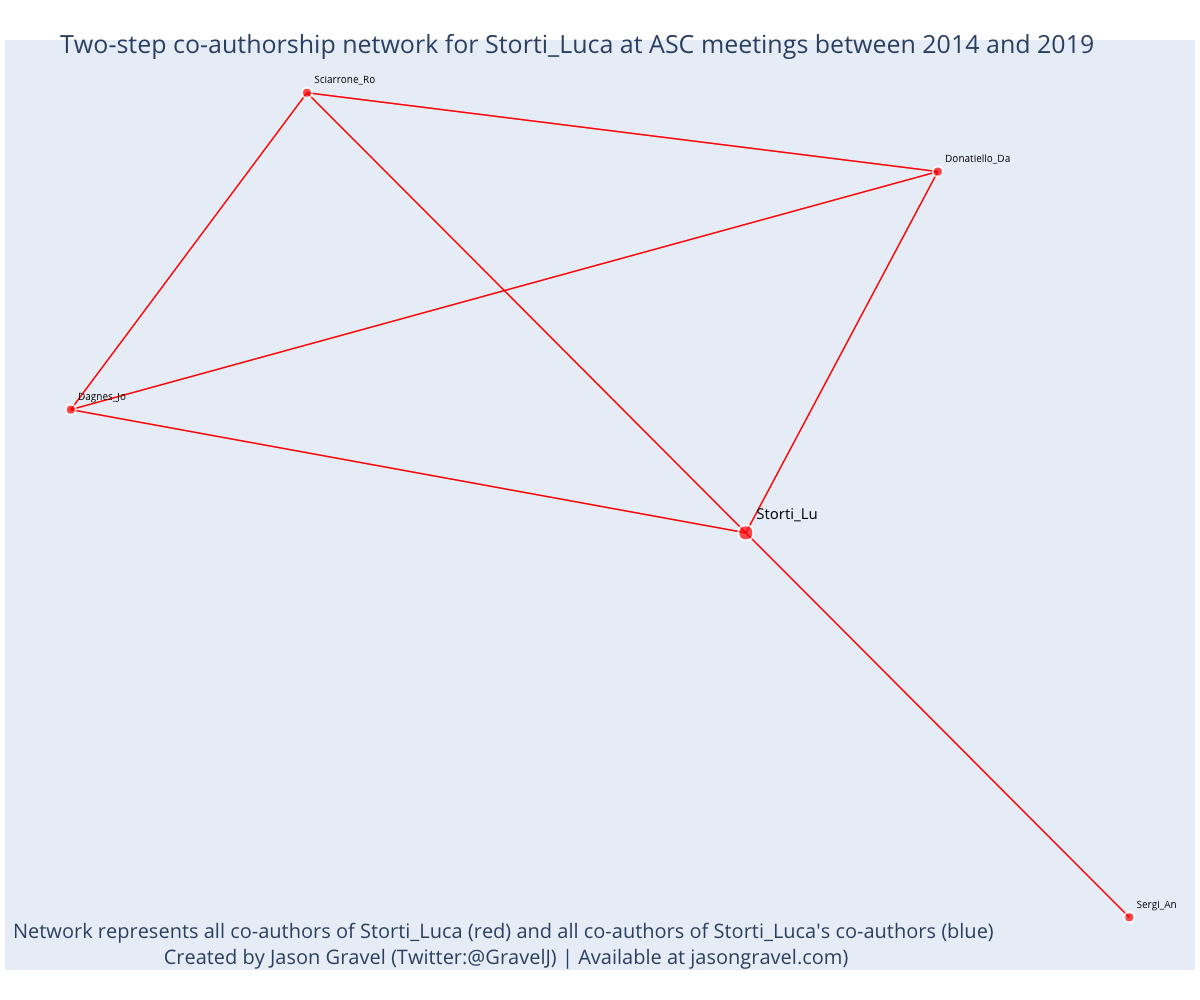 Two-step co-authorship network for Storti_Luca at ASC meetings between 2014 and 2019
Sciarrone_Ro
Donatiello_Da
Dagnes_Jo
Storti_Lu
Sergi_An
Network represents all co-authors of Storti_Luca (red) and all co-authors of Storti_Luca's co-authors (blue)
Created by Jason Gravel (Twitter:@GravelJ) | Available at jasongravel.com)